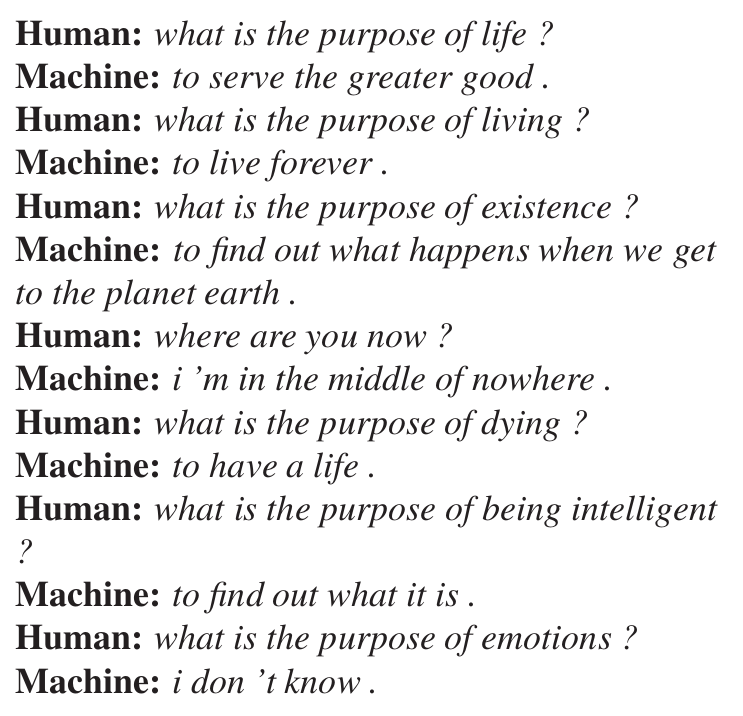 Human: what is the purpose of life ?
Machine: to serve the greater good .
Human: what is the purpose of living ?
Machine: to live forever .
Human: what is the purpose of existence ?
Machine: to find out what happens when we get
to the planet earth .
Human: where are you now ?
Machine: i 'm in the middle of nowhere .
Human: what is the purpose of dying ?
Machine: to have a life .
Human: what is the purpose of being intelligent
?
Machine: to find out what it is .
Human: what is the purpose of emotions ?
Machine: i don 't know .